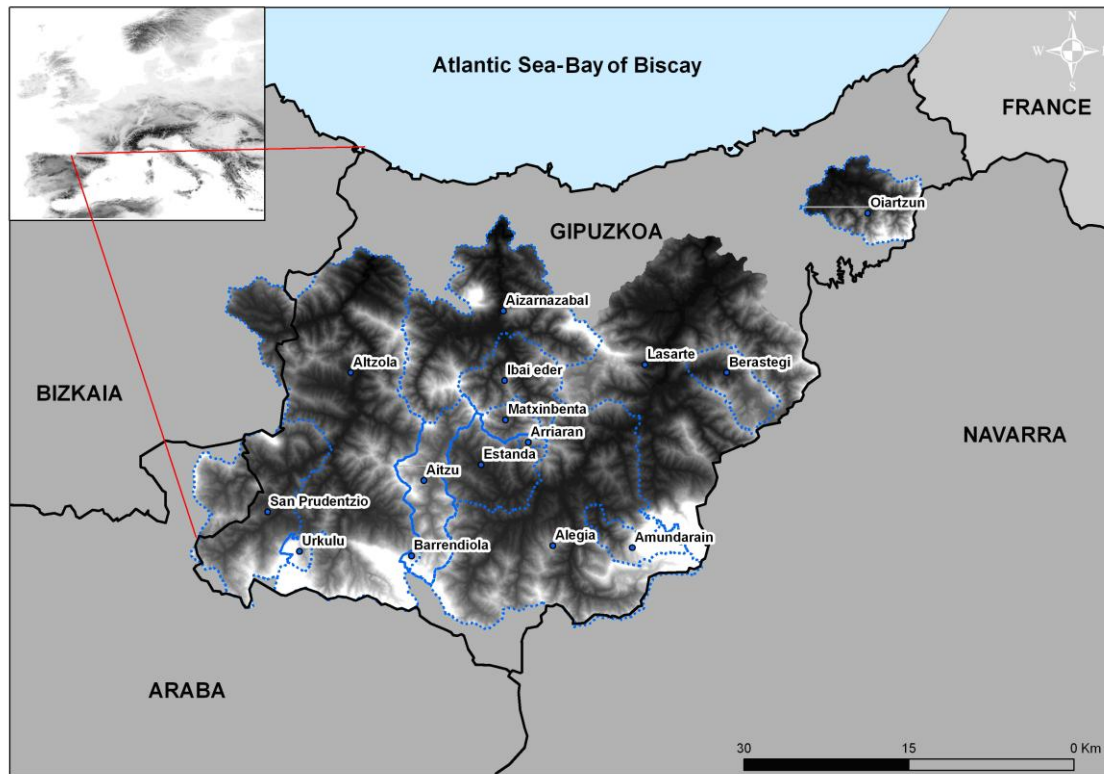 Atlantic Sea-Bay of Biscay
N
W
S
FRANCE
Oiartzun
GIPUZKOA
Aizarnazabal
Altzola
Ibai eder
Lasarte
Berastegi
BIZKAIA
Matxinbenta
Arriaran
NAVARRA
Estanda
Aitzu
San Prudentzio
Urkulu
Barrendiola
Alegia
Amundarain
ARABA
30
15
0 Km